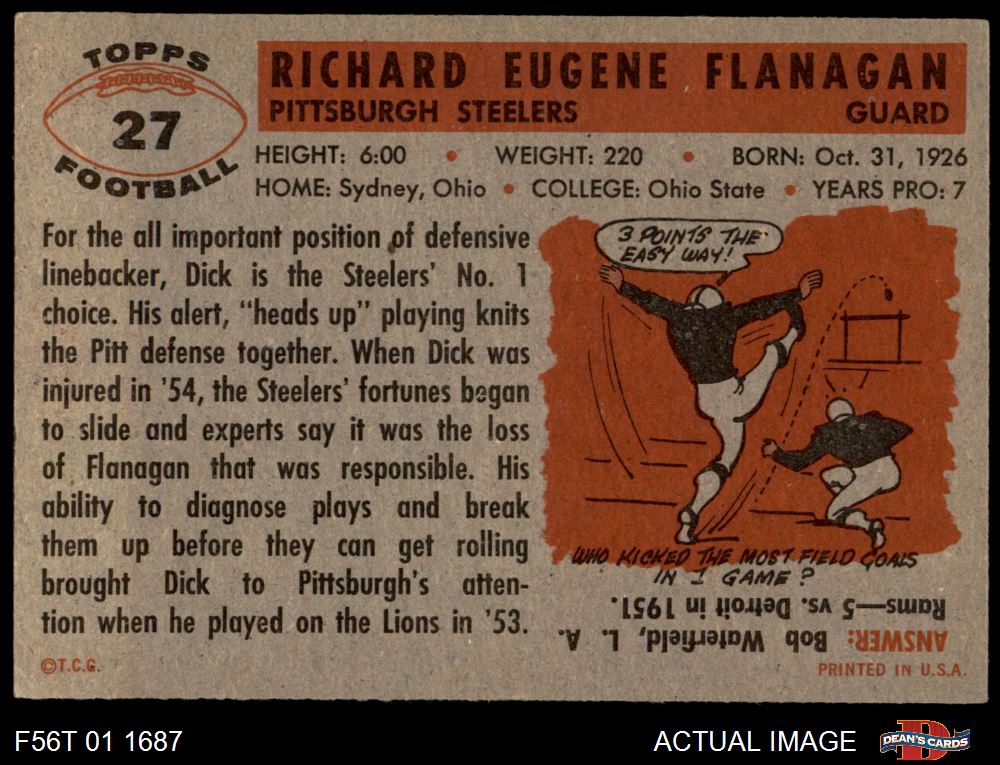 TOPPS
27
FOOTBALL
RICHARD EUGENE FLANAGAN
PITTSBURGH STEELERS GUARD
HEIGHT: 6:00 • WEIGHT: 220 • BORN: Oct. 31, 1926
HOME: Sydney, Ohio • COLLEGE: Ohio State • YEARS PRO: 7
For the all important position of defensive
linebacker, Dick is the Steelers' No. 1
choice. His alert, "heads up" playing knits
the Pitt defense together. When Dick was
injured in '54, the Steelers' fortunes began
to slide and experts say it was the loss
of Flanagan that was responsible. His
ability to diagnose plays and break
them up before they can get rolling
brought Dick to Pittsburgh's atten-
tion when he played on the Lions in '53.
3 POINTS THE
EASY WAY!
WHO KICKED THE MOST FIELD GOALS
IN 1 GAME?
ANSWER: Bob Waterfield, L. A.
Rams—5 vs. Detroit in 1951.
©T.C.G.
PRINTED IN U.S.A.
F56T 01 1687
ACTUAL IMAGE
DEAN'S CARDS